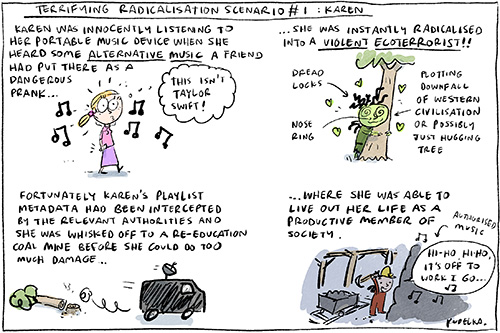 TERRIFYING RADICALISATION SCENARIO #1 : KAREN
KAREN WAS INNOCENTLY LISTENING TO
HER PORTABLE MUSIC DEVICE WHEN SHE
HEARD SOME ALTERNATIVE MUSIC A FRIEND
HAD PUT THERE AS A
DANGEROUS
PRANK...
THIS ISN'T
TAYLOR
SWIFT!
...SHE WAS INSTANTLY RADICALISED
INTO A VIOLENT ECOTERRORIST!!
DREAD
LOCKS
NOSE
RING
PLOTTING
DOWNFALL
OF WESTERN
CIVILISATION
OR POSSIBLY
JUST HUGGING
TREE
FORTUNATELY KAREN'S PLAYLIST
METADATA HAD BEEN INTERCEPTED
BY THE RELEVANT AUTHORITIES AND
SHE WAS WHISKED OFF TO A RE-EDUCATION
COAL MINE BEFORE SHE COULD DO TOO
MUCH DAMAGE...
...WHERE SHE WAS ABLE TO
LIVE OUT HER LIFE AS A
PRODUCTIVE MEMBER OF
SOCIETY.
AUTHORISED
MUSIC
HI-HO, HI-HO,
IT'S OFF TO
WORK I GO...
KUDELKA.